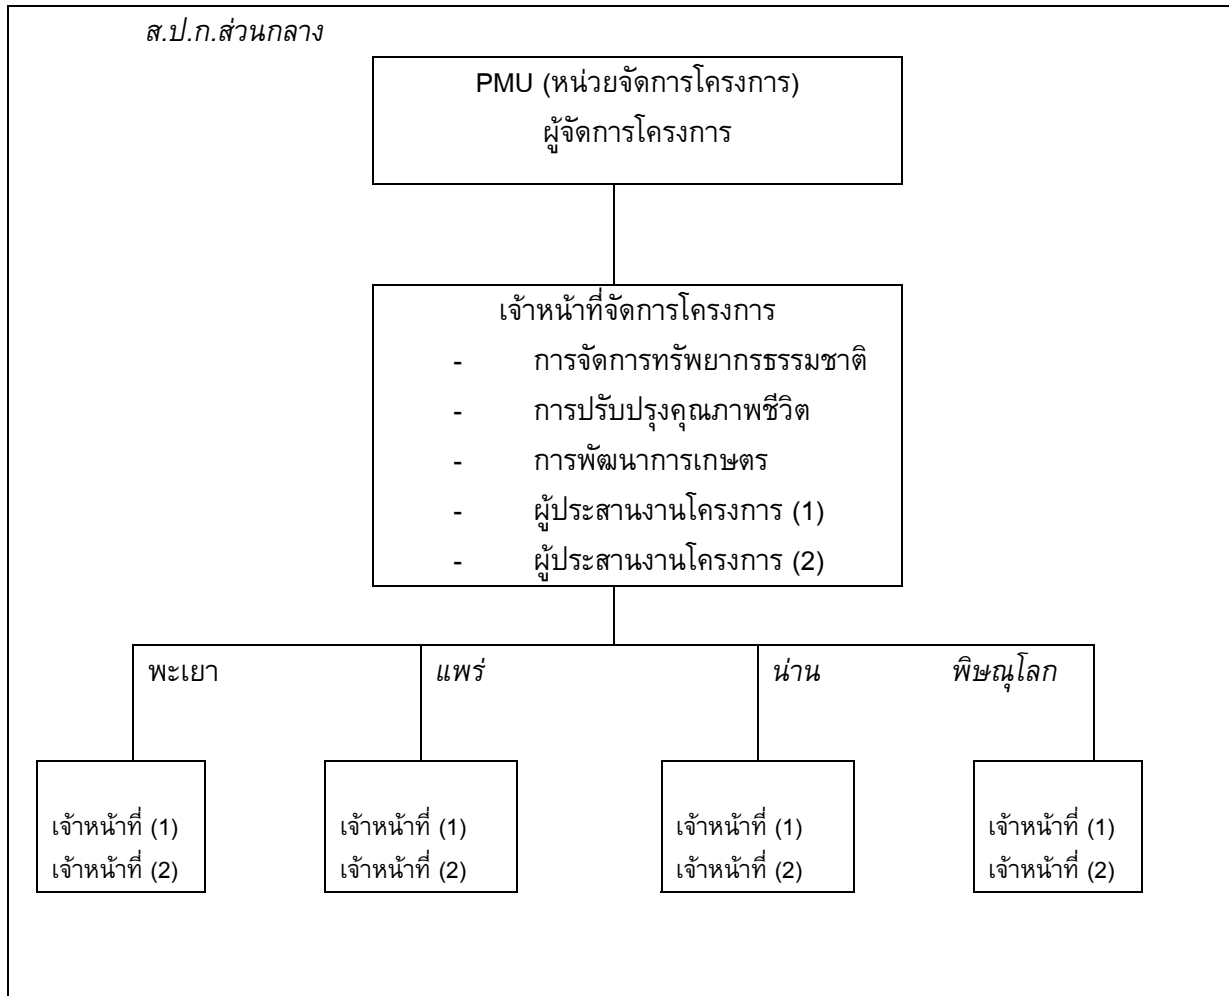 ส.ป.ก.ส่วนกลาง
PMU (หน่วยจัดการโครงการ)
ผู้จัดการโครงการ
เจ้าหน้าที่จัดการโครงการ
- การจัดการทรัพยากรธรรมชาติ
- การปรับปรุงคุณภาพชีวิต
- การพัฒนาการเกษตร
- ผู้ประสานงานโครงการ (1)
- ผู้ประสานงานโครงการ (2)
พะเยา แพร่ น่าน พิษณุโลก
เจ้าหน้าที่ (1) เจ้าหน้าที่ (1) เจ้าหน้าที่ (1) เจ้าหน้าที่ (1)
เจ้าหน้าที่ (2) เจ้าหน้าที่ (2) เจ้าหน้าที่ (2) เจ้าหน้าที่ (2)